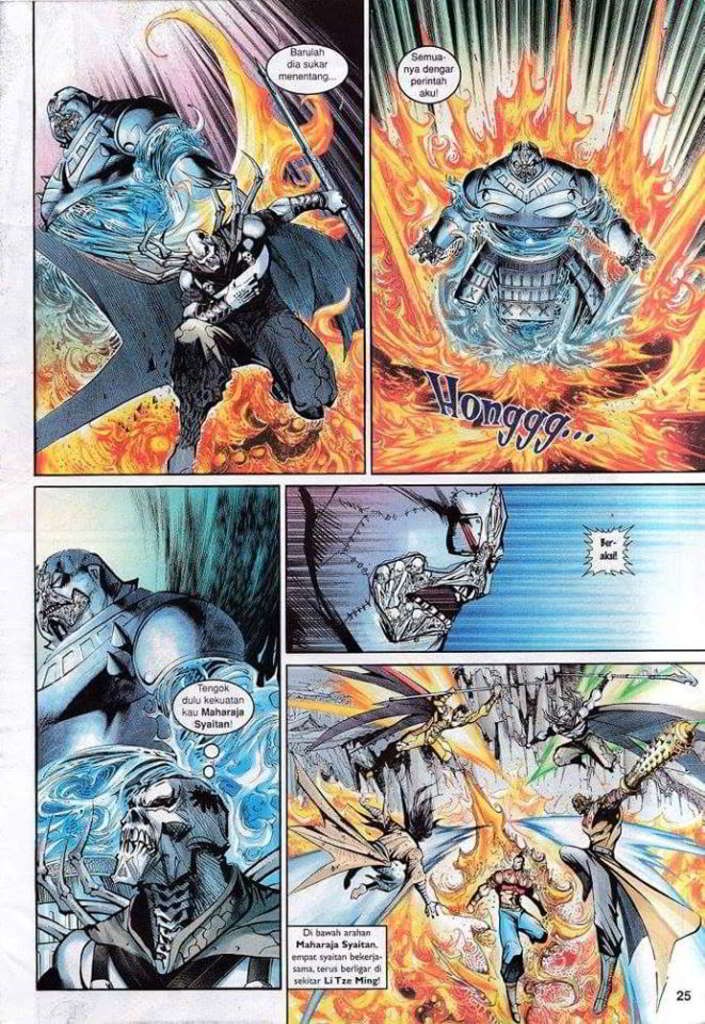 Barulah
dia sukar
menentang...
Semua-
nya dengar
perintah
aku!
Honggg...
Tengok
dulu kekuatan
kau Maharaja
Syaitan!
Ber-
aksi!
Di bawah arahan
Maharaja Syaitan,
empat syaitan bekerja-
sama, terus berligar di
sekitar Li Tze Ming!
25